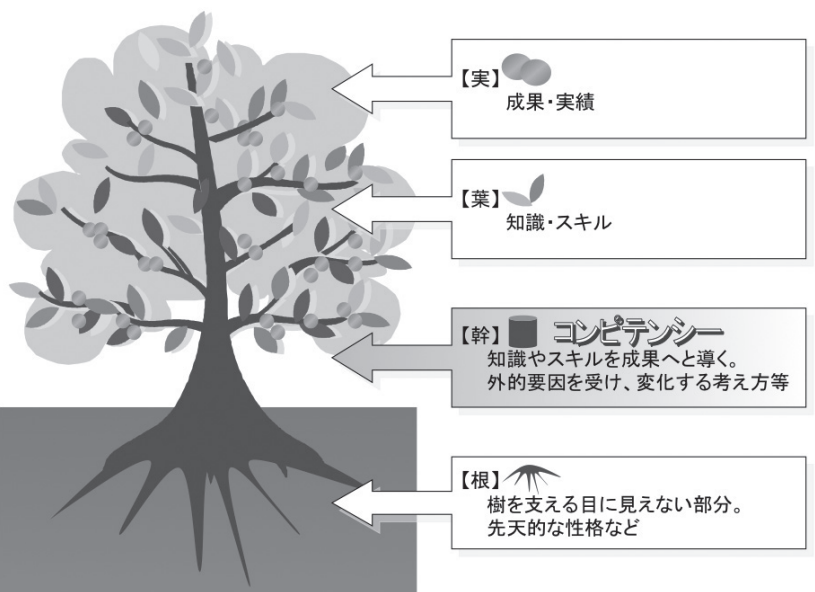 【実】
成果・実績
【葉】
知識・スキル
【幹】 コンピテンシー
知識やスキルを成果へと導く。
外的要因を受け、変化する考え方等
【根】
樹を支える目に見えない部分。
先天的な性格など